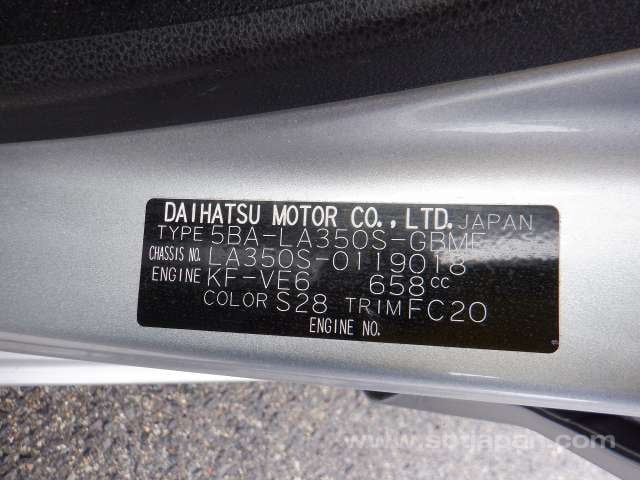 DAIHATSU MOTOR CO., LTD. JAPAN
TYPE 5BA-LA350S-GBMF
CHASSIS NO. LA350S-0119018
ENGINE KF-VE6 658cc
COLOR S28 TRIM FC20
ENGINE NO.
www.sbtjapan.com